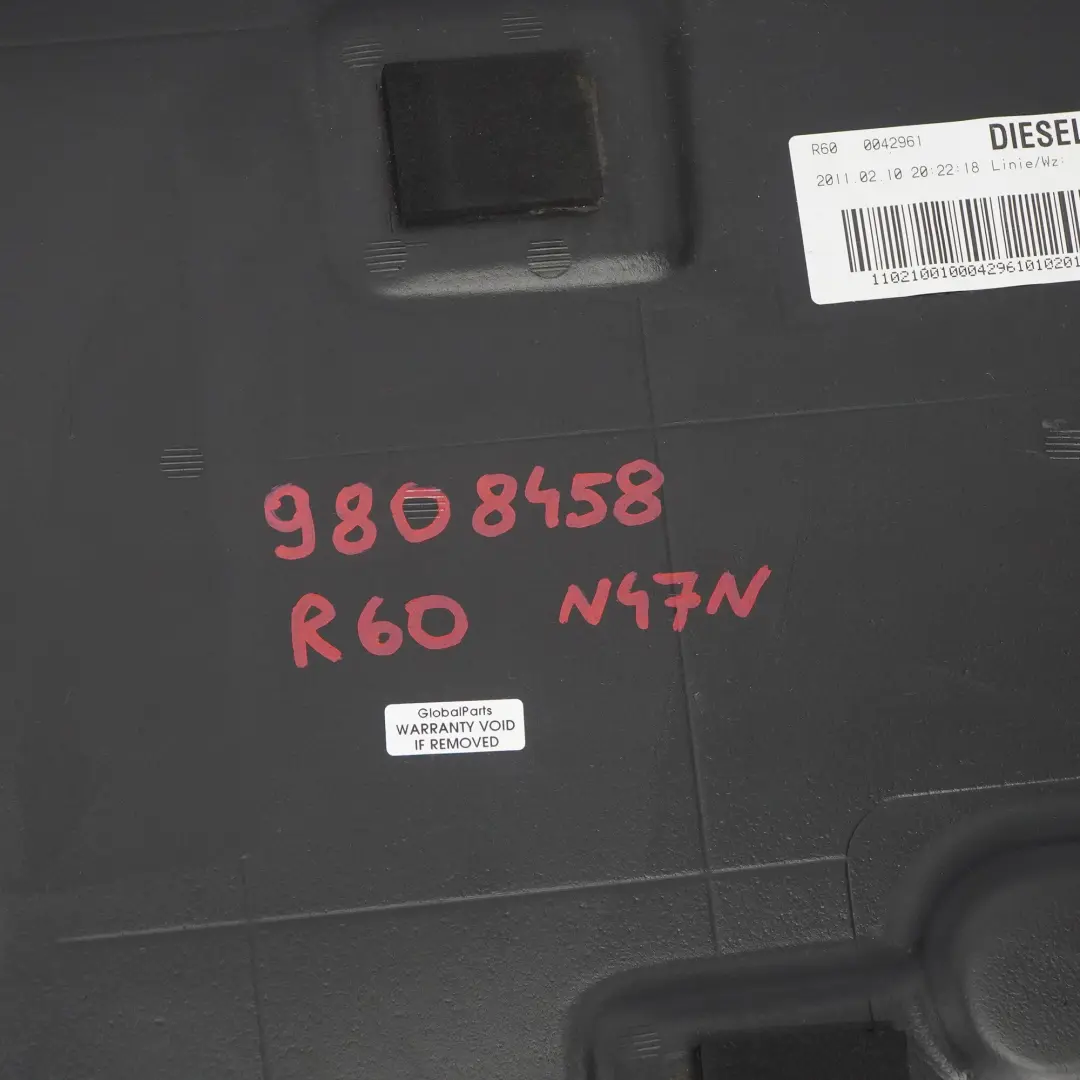 R60 0042961 DIESEL
2011.02.10 20:22:18 Linie/Wz:
1102100100042961010201
9808458
R60 N47N
GlobalParts
WARRANTY VOID
IF REMOVED